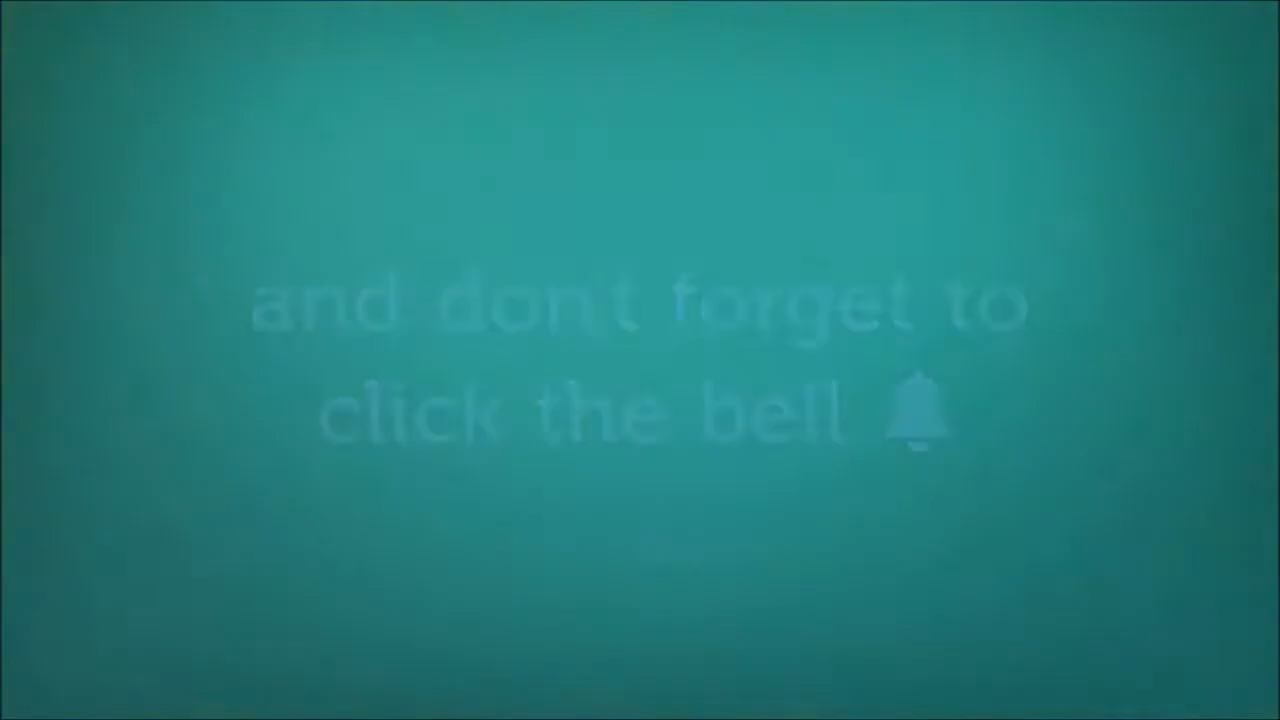 and don't forget to
click the bell 🔔